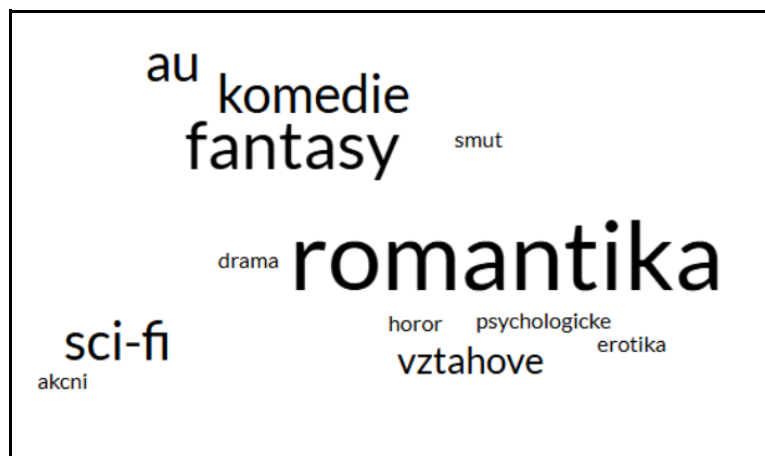 au
komedie
fantasy
smut
drama
romantika
horor
psychologicke
sci-fi
erotika
vztahove
akcni